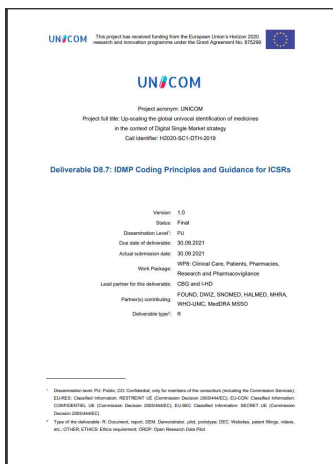 UNICOM
This project has received funding from the European Union's Horizon 2020
research and innovation programme under the Grant Agreement No. 875299
UNICOM
Project acronym: UNICOM
Project full title: Up-scaling the global univocal identification of medicines
in the context of Digital Single Market strategy
Call identifier: H2020-SC1-DTH-2019
Deliverable D8.7: IDMP Coding Principles and Guidance for ICSRs
Version: 1.0
Status: Final
Dissemination Level¹: PU
Due date of deliverable: 30.09.2021
Actual submission date: 30.09.2021
Work Package: WP8: Clinical Care, Patients, Pharmacies,
Research and Pharmacovigilance
Lead partner for this deliverable: CBG and I-HD
Partner(s) contributing: FOUND, DWIZ, SNOMED, HALMED, MHRA,
WHO-UMC, MedDRA MSSO
Deliverable type²: R
¹ Dissemination level: PU: Public; CO: Confidential, only for members of the consortium (including the Commission Services);
EU-RES: Classified Information: RESTREINT UE (Commission Decision 2005/444/EC); EU-CON: Classified Information:
CONFIDENTIEL UE (Commission Decision 2005/444/EC); EU-SEC Classified Information: SECRET UE (Commission
Decision 2005/444/EC)
² Type of the deliverable: R: Document, report; DEM: Demonstrator, pilot, prototype; DEC: Websites, patent fillings, videos,
etc.; OTHER; ETHICS: Ethics requirement; ORDP: Open Research Data Pilot